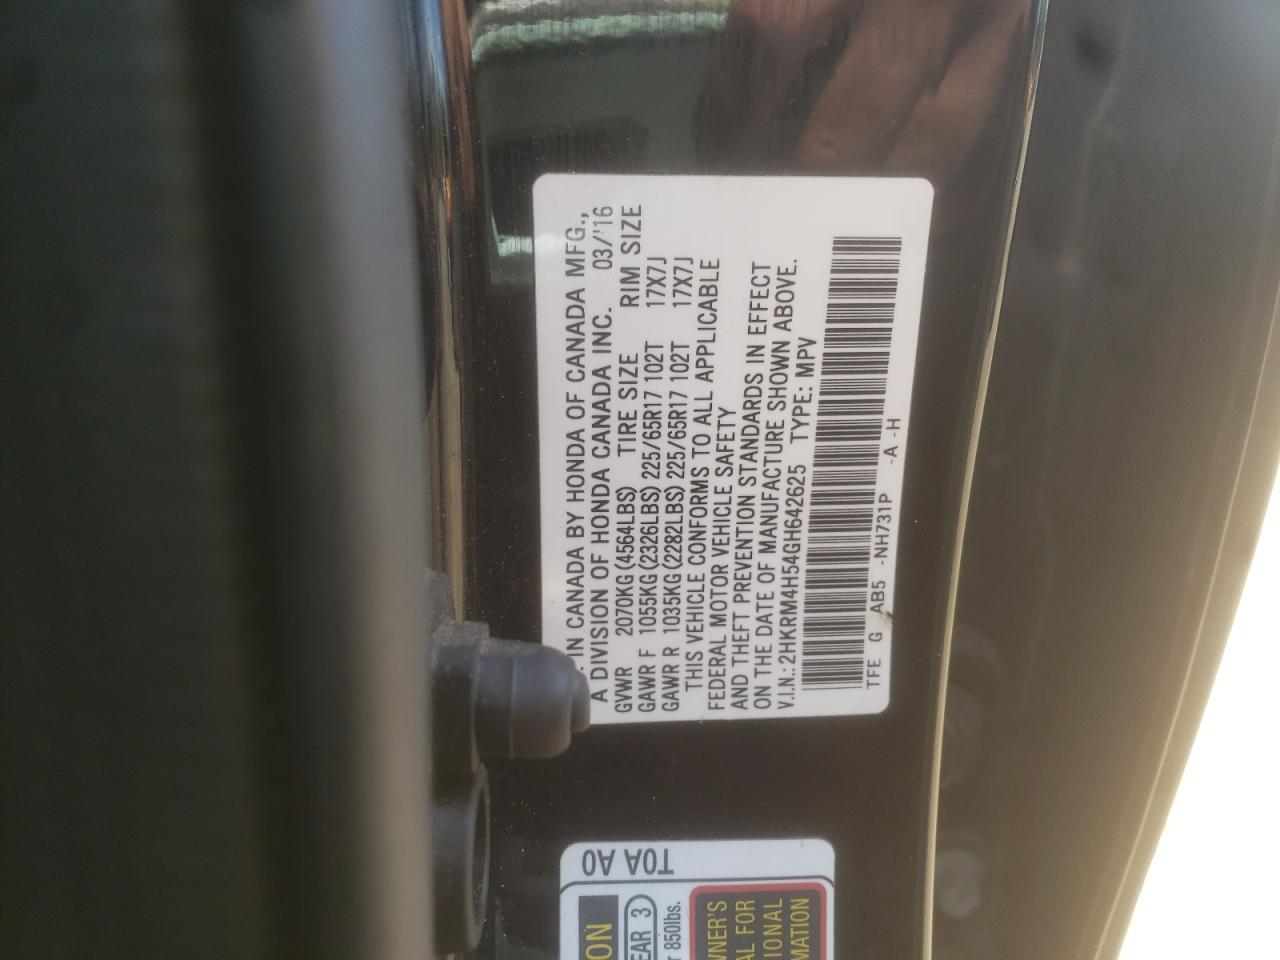 IN CANADA BY HONDA OF CANADA MFG.,
A DIVISION OF HONDA CANADA INC. 03/'16
GVWR 2070KG(4564LBS) TIRE SIZE RIM SIZE
GAWR F 1055KG(2326LBS) 225/65R17 102T 17X7J
GAWR R 1035KG(2282LBS) 225/65R17 102T 17X7J
THIS VEHICLE CONFORMS TO ALL APPLICABLE
FEDERAL MOTOR VEHICLE SAFETY
AND THEFT PREVENTION STANDARDS IN EFFECT
ON THE DATE OF MANUFACTURE SHOWN ABOVE.
V.I.N.: 2HKRM4H54GH642625 TYPE: MPV
TFE G AB5 -NH731P -A -H
T0A A0
850lbs.